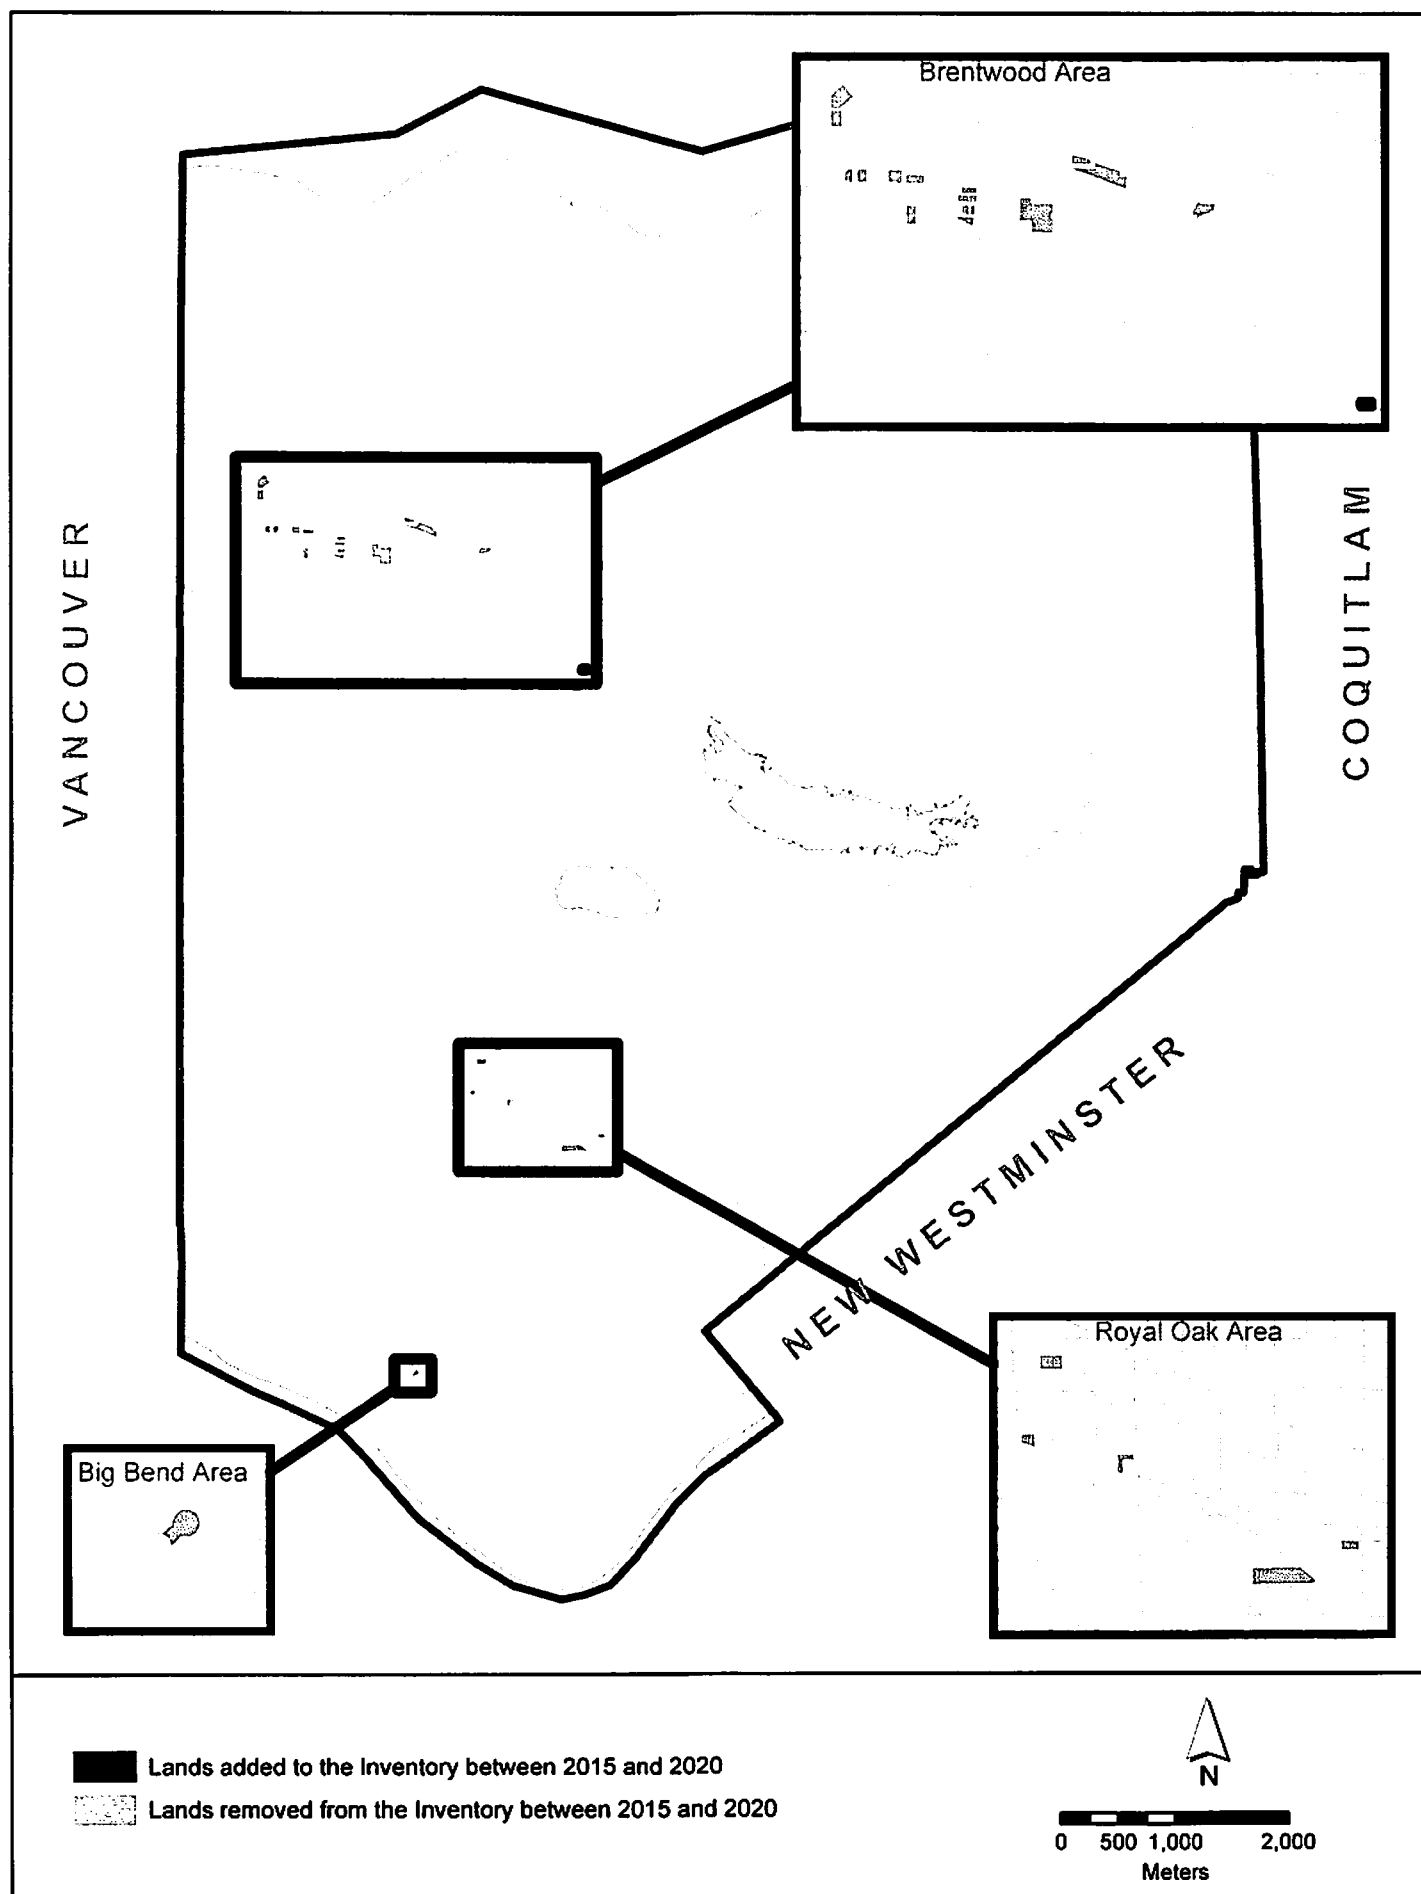 Brentwood Area
VANCOUVER
COQUITLAM
NEW WESTMINSTER
Royal Oak Area
Big Bend Area
Lands added to the Inventory between 2015 and 2020
Lands removed from the Inventory between 2015 and 2020
N
0 500 1,000 2,000
Meters